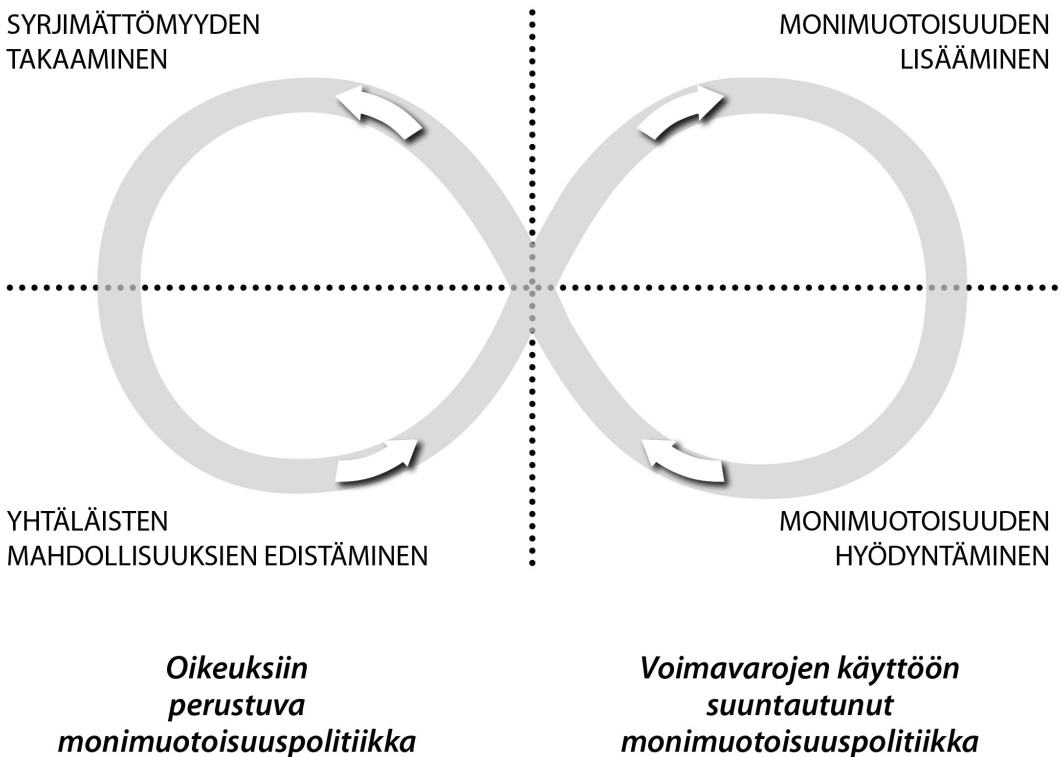 SYRJIMÄTTÖMYYDEN
TAKAAMINEN
MONIMUOTOISUUDEN
LISÄÄMINEN
YHTÄLÄISTEN
MAHDOLLISUUKSIEN EDISTÄMINEN
MONIMUOTOISUUDEN
HYÖDYNTÄMINEN
Oikeuksiin
perustuva
monimuotoisuuspolitiikka
Voimavarojen käyttöön
suuntautunut
monimuotoisuuspolitiikka